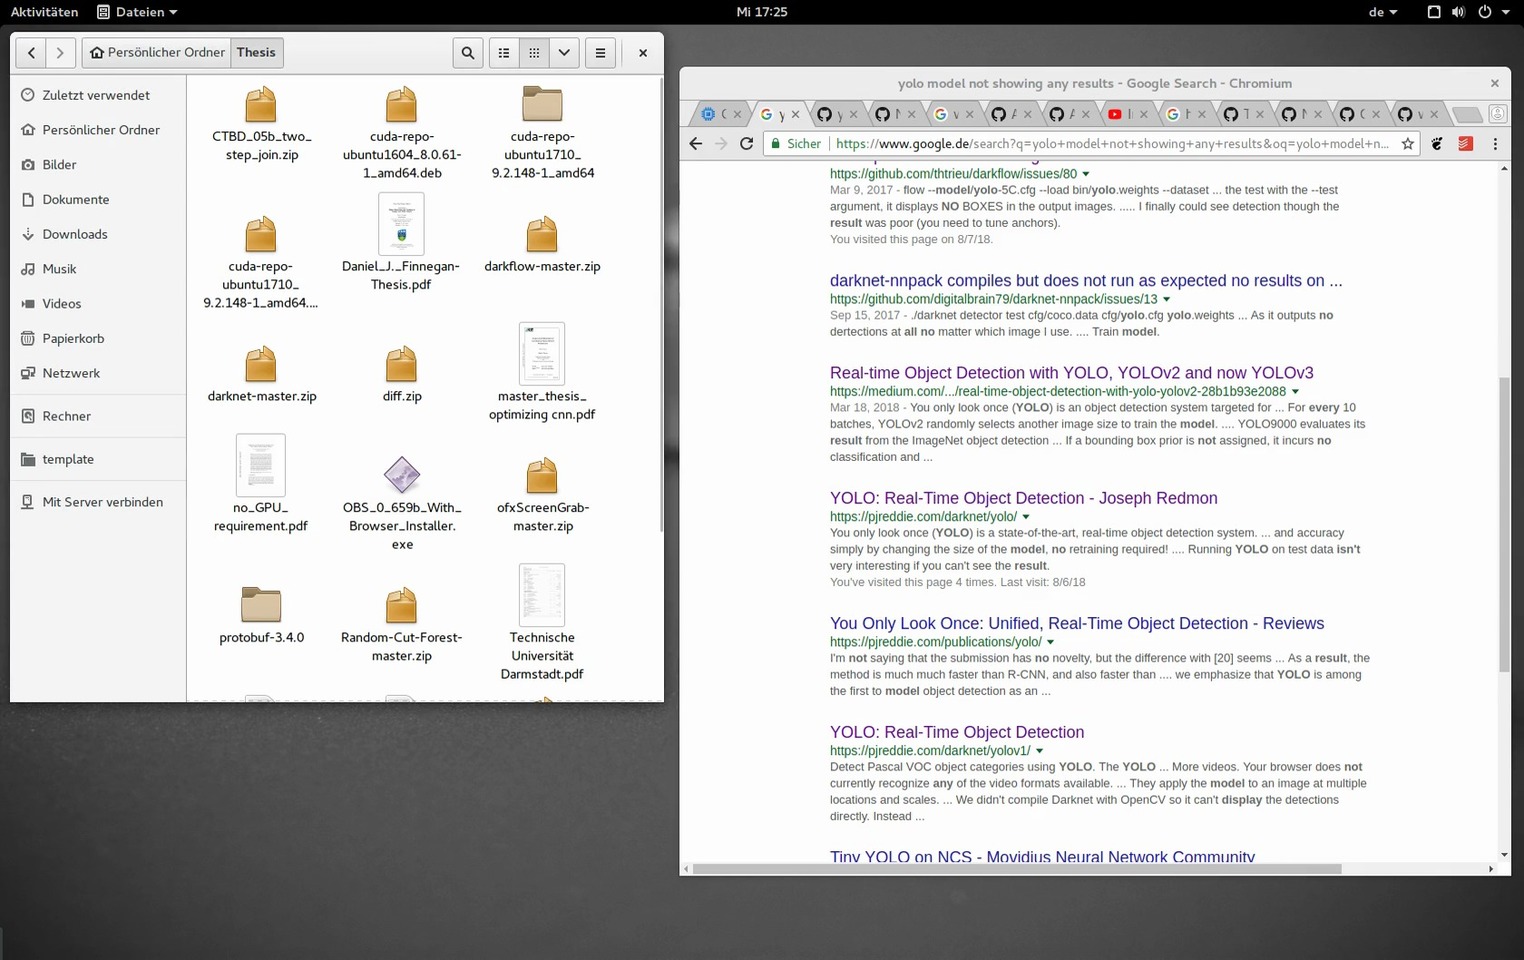 Aktivitäten
Dateien
Mi 17:25
de
Persönlicher Ordner
Thesis
Zuletzt verwendet
Persönlicher Ordner
Bilder
Dokumente
Downloads
Musik
Videos
Papierkorb
Netzwerk
Rechner
template
Mit Server verbinden
CTBD_05b_two_
step_join.zip
cuda-repo-
ubuntu1604_8.0.61-
1_amd64.deb
cuda-repo-
ubuntu1710_
9.2.148-1_amd64
cuda-repo-
ubuntu1710_
9.2.148-1_amd64....
Daniel_J._Finnegan-
Thesis.pdf
darkflow-master.zip
darknet-master.zip
diff.zip
master_thesis_
optimizing cnn.pdf
no_GPU_
requirement.pdf
OBS_0_659b_With_
Browser_Installer.
exe
ofxScreenGrab-
master.zip
protobuf-3.4.0
Random-Cut-Forest-
master.zip
Technische
Universität
Darmstadt.pdf
yolo model not showing any results - Google Search - Chromium
Sicher
https://www.google.de/search?q=yolo+model+not+showing+any+results&oq=yolo+model+n...
https://github.com/thtrieu/darkflow/issues/80
Mar 9, 2017 - flow --model/yolo-5C.cfg --load bin/yolo.weights --dataset ... the test with the --test
argument, it displays NO BOXES in the output images. ..... I finally could see detection though the
result was poor (you need to tune anchors).
You visited this page on 8/7/18.
darknet-nnpack compiles but does not run as expected no results on ...
https://github.com/digitalbrain79/darknet-nnpack/issues/13
Sep 15, 2017 - ./darknet detector test cfg/coco.data cfg/yolo.cfg yolo.weights ... As it outputs no
dertections at all no matter which image I use. .... Train model.
Real-time Object Detection with YOLO, YOLOv2 and now YOLOv3
https://medium.com/.../real-time-object-detection-with-yolo-yolov2-28b1b93e2088
Mar 18, 2018 - You only look once (YOLO) is an object detection system targeted for ... For every 10
batches, YOLOv2 randomly selects another image size to train the model. .... YOLO9000 evaluates its
result from the ImageNet object detection ... If a bounding box prior is not assigned, it incurs no
classification and ...
YOLO: Real-Time Object Detection - Joseph Redmon
https://pjreddie.com/darknet/yolo/
You only look once (YOLO) is a state-of-the-art, real-time object detection system. ... and accuracy
simply by changing the size of the model, no retraining required! .... Running YOLO on test data isn't
very interesting if you can't see the result.
You've visited this page 4 times. Last visit: 8/6/18
You Only Look Once: Unified, Real-Time Object Detection - Reviews
https://pjreddie.com/publications/yolo/
I'm not saying that the submission has no novelty, but the difference with [20] seems ... As a result, the
method is much much faster than R-CNN, and also faster than .... we emphasize that YOLO is among
the first to model object detection as an ...
YOLO: Real-Time Object Detection
https://pjreddie.com/darknet/yolov1/
Detect Pascal VOC object categories using YOLO. The YOLO ... More videos. Your browser does not
currently recognize any of the video formats available. ... They apply the model to an image at multiple
locations and scales. ... We didn't compile Darknet with OpenCV so it can't display the detections
directly. Instead ...
Tiny YOLO on NCS - Movidius Neural Network Community